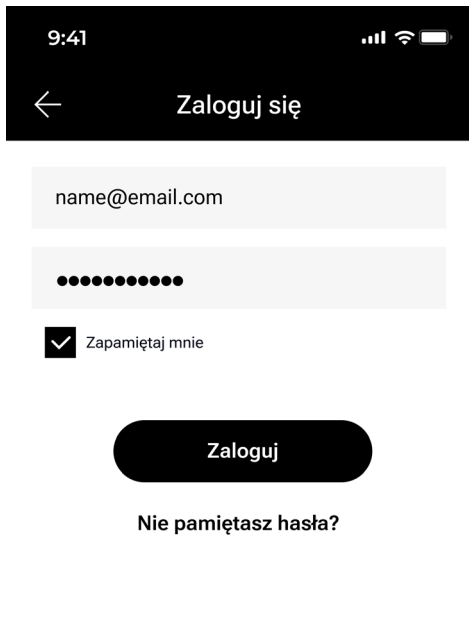 9:41
Zaloguj się
name@email.com
●●●●●●●●●●●
Zapamiętaj mnie
Zaloguj
Nie pamiętasz hasła?